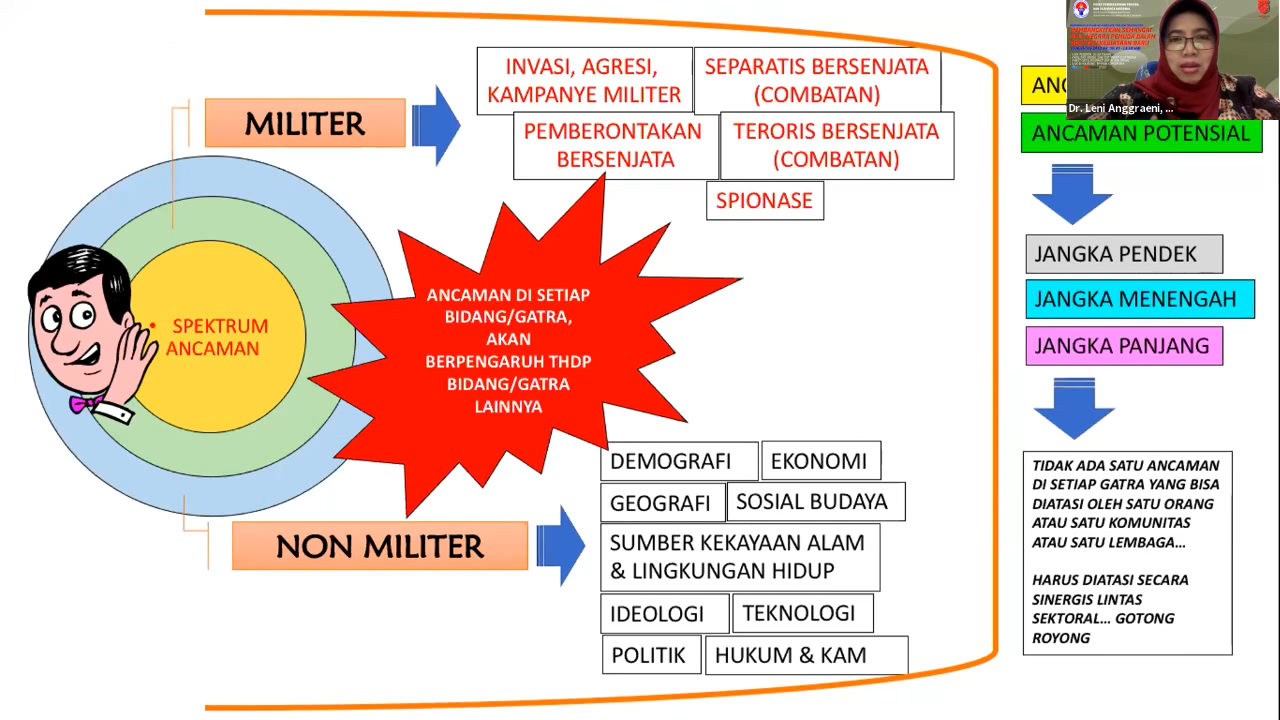 MILITER
INVASI, AGRESI,
KAMPANYE MILITER
SEPARATIS BERSENJATA
(COMBATAN)
PEMBERONTAKAN
BERSENJATA
TERORIS BERSENJATA
(COMBATAN)
SPIONASE
• SPEKTRUM
ANCAMAN
ANCAMAN DI SETIAP
BIDANG/GATRA,
AKAN
BERPENGARUH THDP
BIDANG/GATRA
LAINNYA
NON MILITER
DEMOGRAFI
EKONOMI
GEOGRAFI
SOSIAL BUDAYA
SUMBER KEKAYAAN ALAM
& LINGKUNGAN HIDUP
IDEOLOGI
TEKNOLOGI
POLITIK
HUKUM & KAM
Dr. Leni Anggraeni, ...
ANCAMAN POTENSIAL
JANGKA PENDEK
JANGKA MENENGAH
JANGKA PANJANG
TIDAK ADA SATU ANCAMAN
DI SETIAP GATRA YANG BISA
DIATASI OLEH SATU ORANG
ATAU SATU KOMUNITAS
ATAU SATU LEMBAGA...
HARUS DIATASI SECARA
SINERGIS LINTAS
SEKTORAL... GOTONG
ROYONG